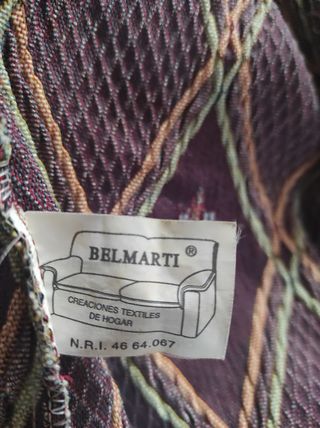 BELMARTI ®
CREACIONES TEXTILES
DE HOGAR
N.R.I. 46 64.067